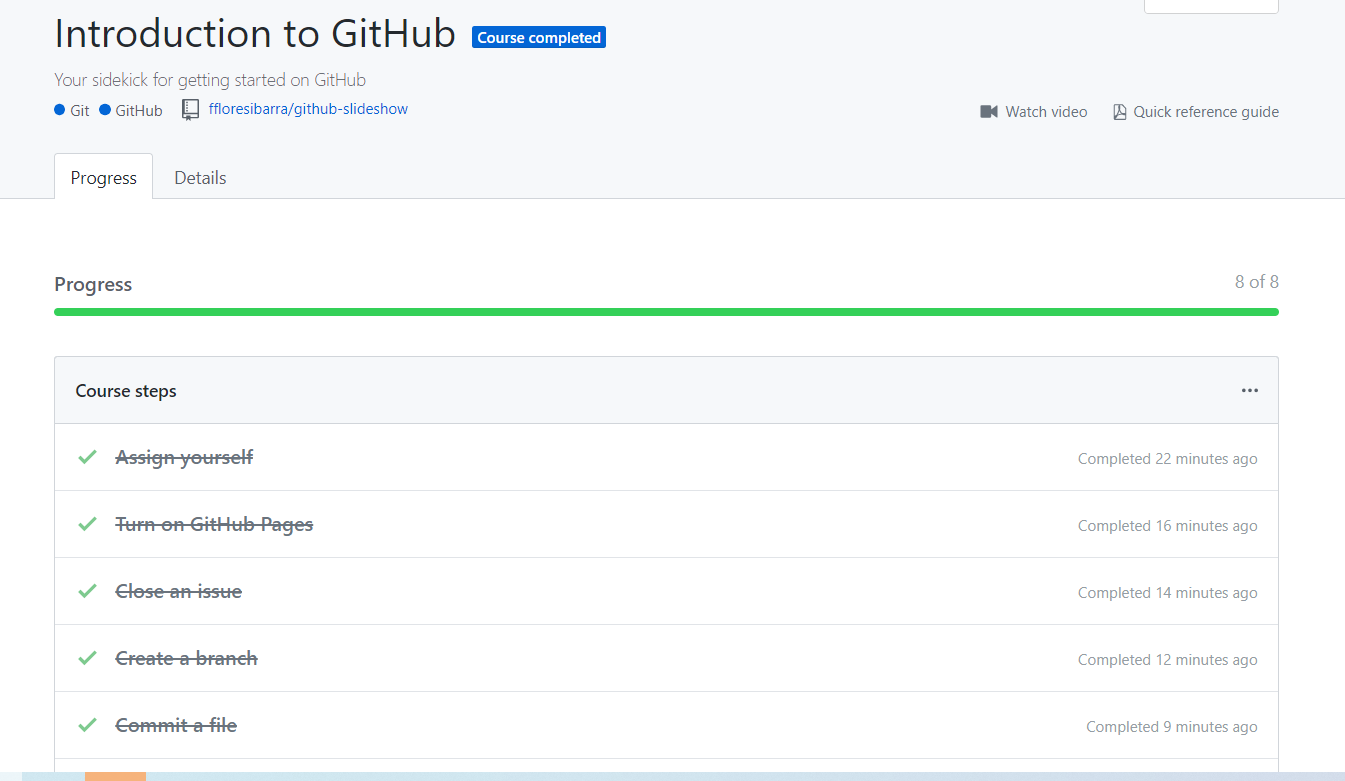 Introduction to GitHub Course completed
Your sidekick for getting started on GitHub
Git GitHub ffloresibarra/github-slideshow Watch video Quick reference guide
Progress Details
Progress 8 of 8
Course steps ...
Assign yourself Completed 22 minutes ago
Turn on GitHub Pages Completed 16 minutes ago
Close an issue Completed 14 minutes ago
Create a branch Completed 12 minutes ago
Commit a file Completed 9 minutes ago